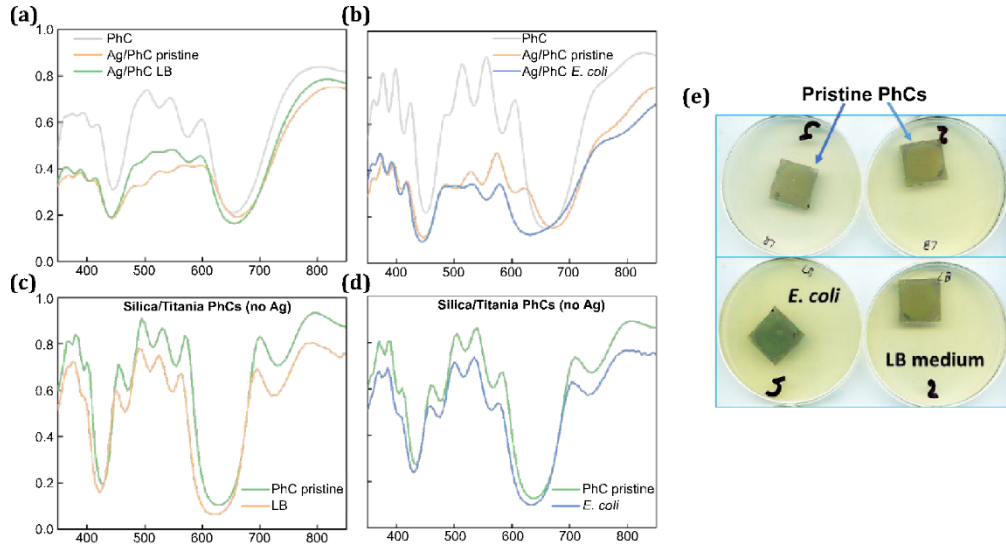 (a)
1.0
0.8
0.6
0.4
0.2
0.0
PhC
Ag/PhC pristine
Ag/PhC LB
400 500 600 700 800
(b)
PhC
Ag/PhC pristine
Ag/PhC E. coli
400 500 600 700 800
(c)
Silica/Titania PhCs (no Ag)
1.0
0.8
0.6
0.4
0.2
0.0
PhC pristine
LB
400 500 600 700 800
(d)
Silica/Titania PhCs (no Ag)
PhC pristine
E. coli
400 500 600 700 800
(e)
Pristine PhCs
E. coli
LB
LB medium
2